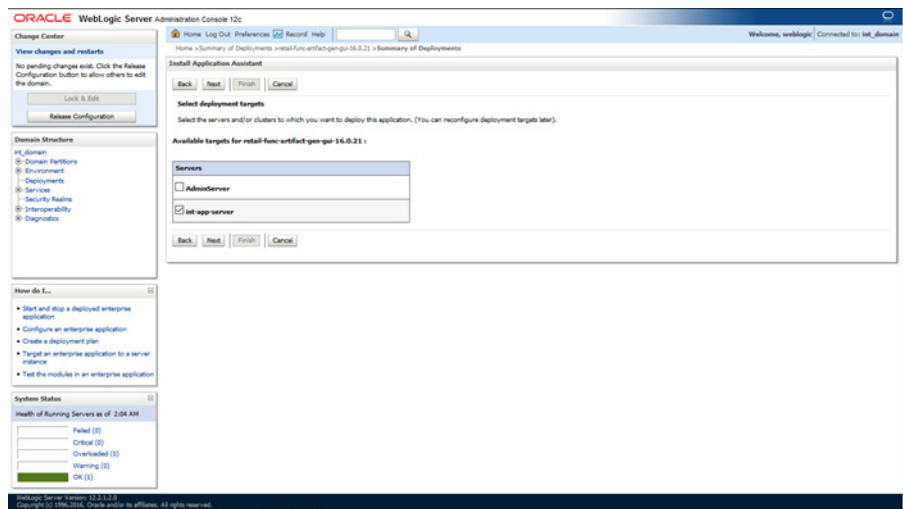 ORACLE WebLogic Server Administration Console 12c
Change Center
View changes and restarts
No pending changes exist. Click the Release
Configuration button to allow others to edit
the domain.
Lock & Edit
Release Configuration
Domain Structure
int_domain
Domain Partitions
Environment
Deployments
Services
Security Realms
Interoperability
Diagnostics
How do I...
Start and stop a deployed enterprise
application
Configure an enterprise application
Create a deployment plan
Target an enterprise application to a server
instance
Test the modules in an enterprise application
System Status
Health of Running Servers as of 2:04 AM
Failed (0)
Critical (0)
Overloaded (0)
Warning (0)
OK (1)
Home Log Out Preferences Record Help
Welcome, weblogic Connected to: int_domain
Home >Summary of Deployments >retail-func-artifact-gen-gui-16.0.21 >Summary of Deployments
Install Application Assistant
Back Next Finish Cancel
Select deployment targets
Select the servers and/or clusters to which you want to deploy this application. (You can reconfigure deployment targets later).
Available targets for retail-func-artifact-gen-gui-16.0.21 :
Servers
AdminServer
int-app-server
Back Next Finish Cancel
WebLogic Server Version: 12.2.1.2.0
Copyright (c) 1996,2016, Oracle and/or its affiliates. All rights reserved.